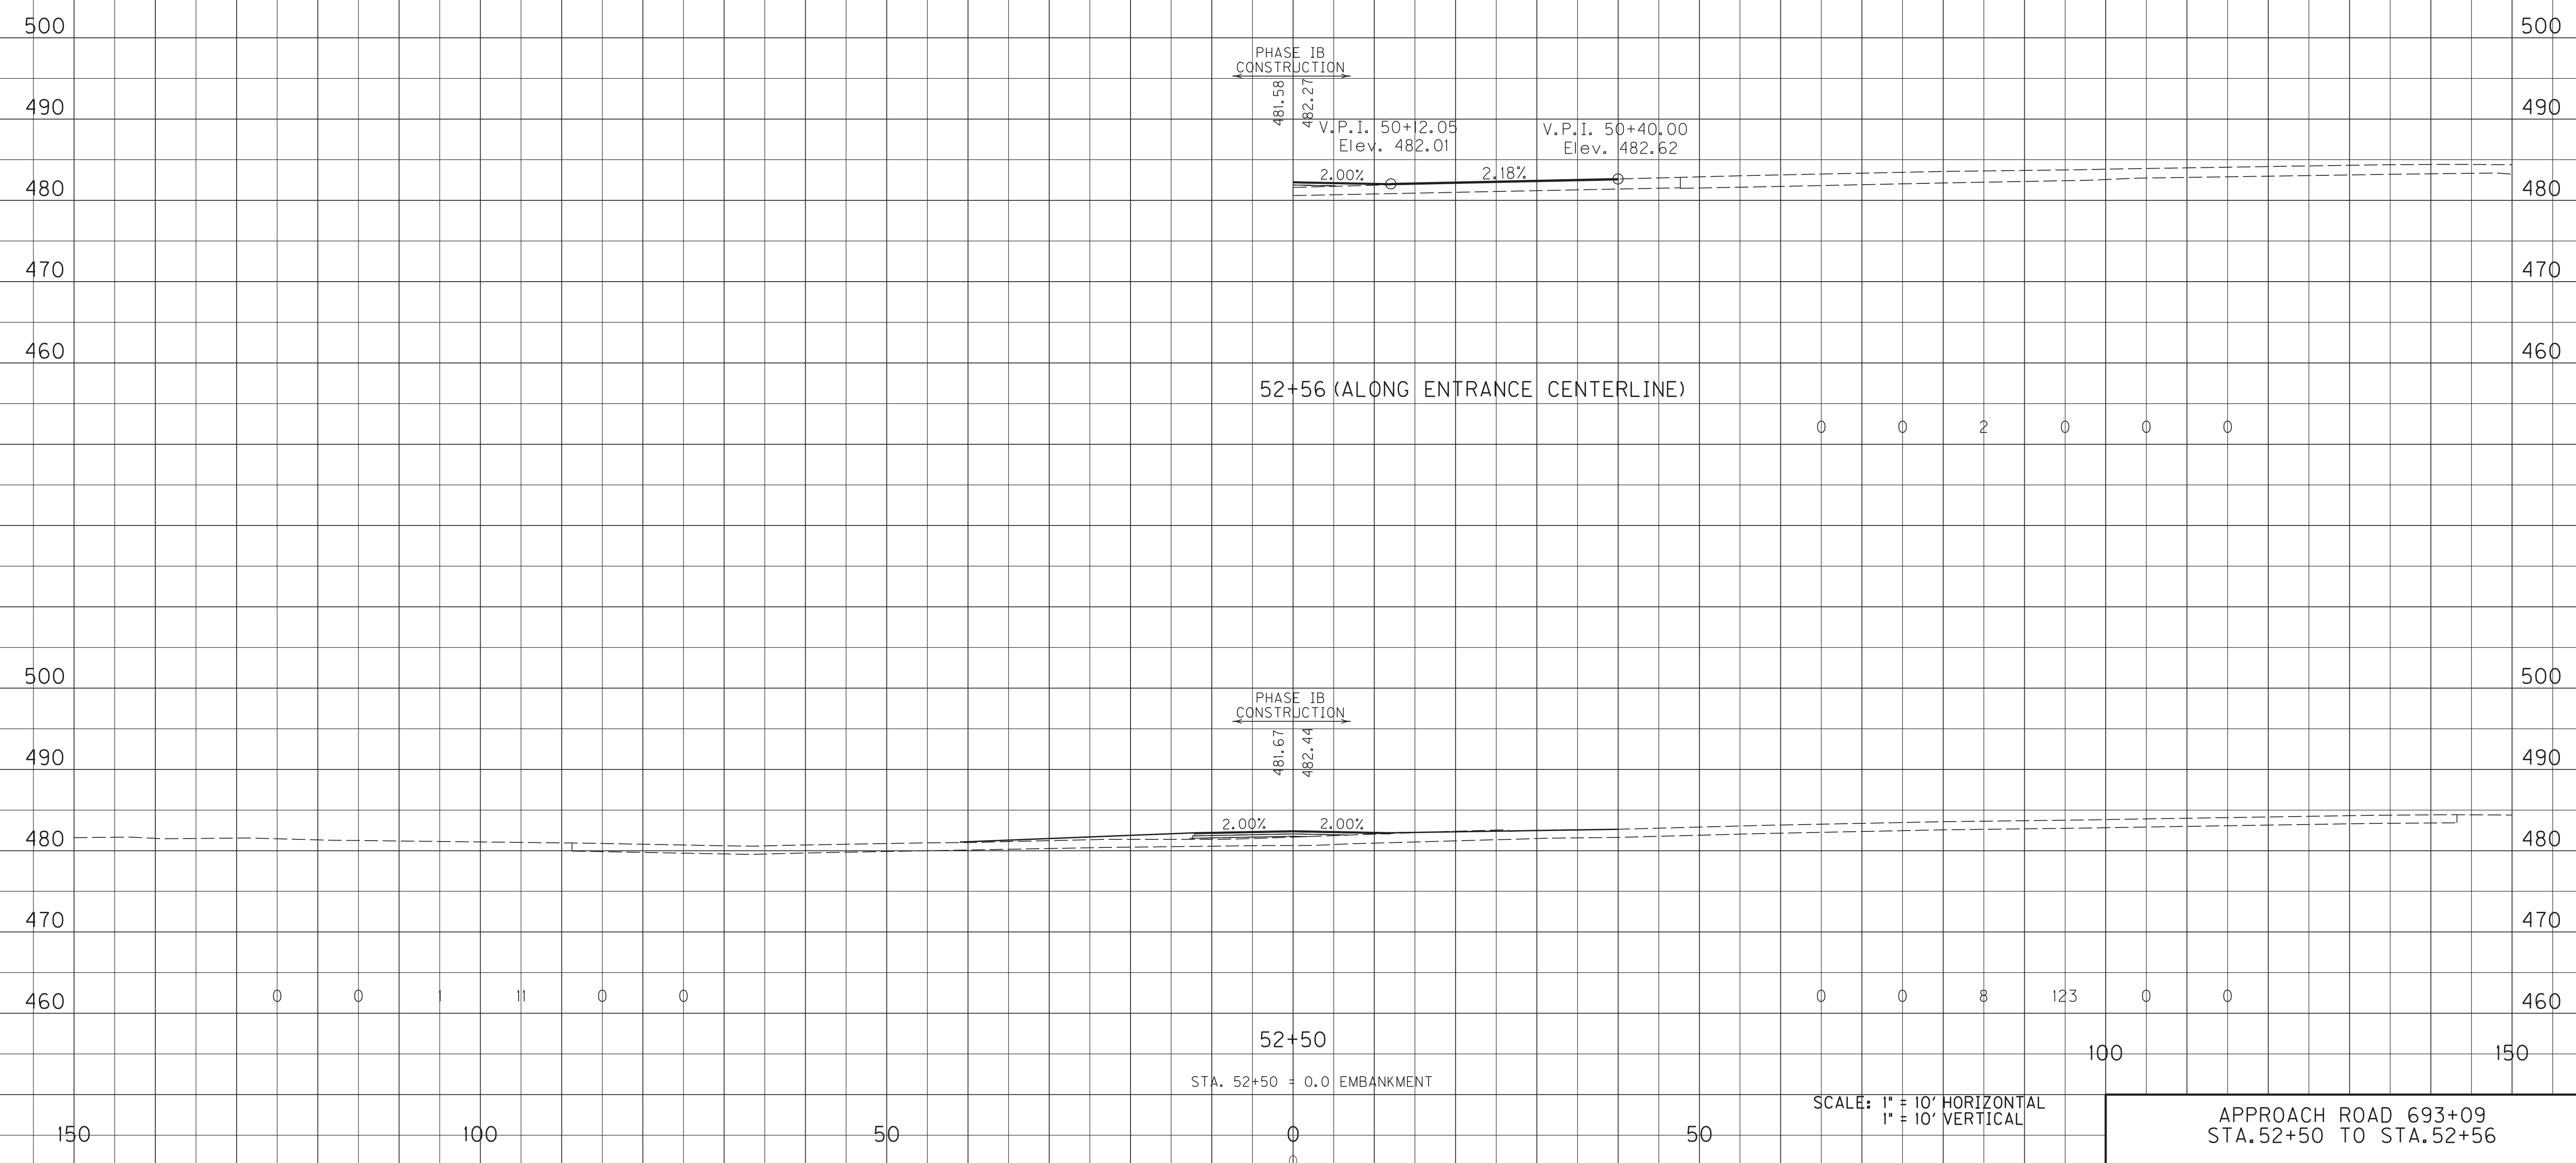 500 500
PHASE IB
CONSTRUCTION
481.58 482.27
490 490
V.P.I. 50+12.05 V.P.I. 50+40.00
Elev. 482.01 Elev. 482.62
2.00% 2.18%
480 480
470 470
460 460
52+56 (ALONG ENTRANCE CENTERLINE)
0 0 2 0 0 0
500 500
PHASE IB
CONSTRUCTION
481.67 482.44
490 490
2.00% 2.00%
480 480
470 470
460 0 0 1 11 0 0 0 0 8 123 0 0 460
52+50
100 150
STA. 52+50 = 0.0 EMBANKMENT
SCALE: 1" = 10' HORIZONTAL
1" = 10' VERTICAL
APPROACH ROAD 693+09
STA.52+50 TO STA.52+56
150 100 50 0 50
0